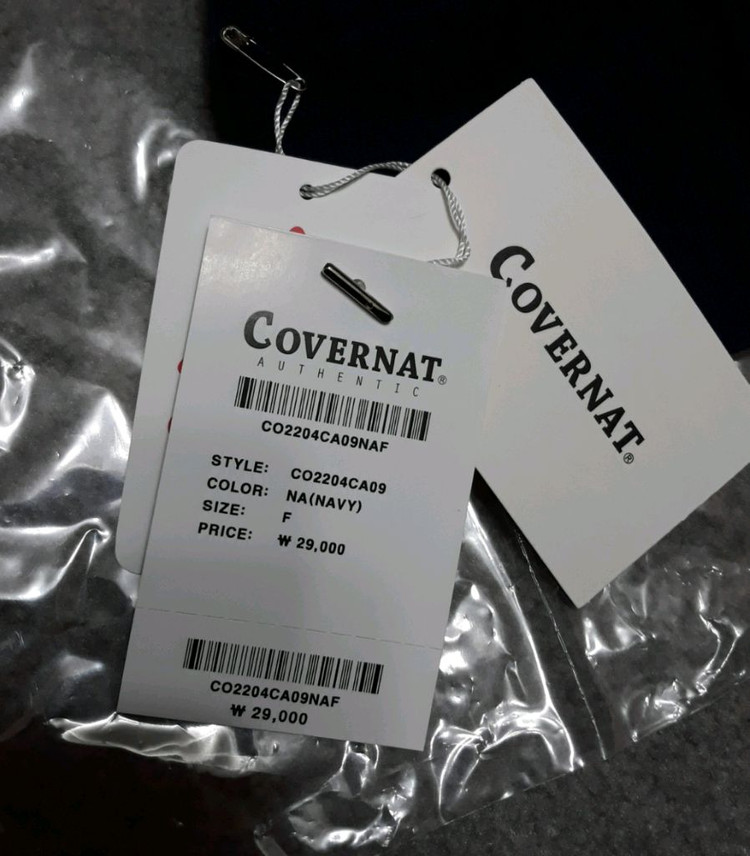 COVERNAT®
AUTHENTIC
CO2204CA09NAF
STYLE: CO2204CA09
COLOR: NA(NAVY)
SIZE: F
PRICE: ₩ 29,000
CO2204CA09NAF
₩ 29,000
COVERNAT®